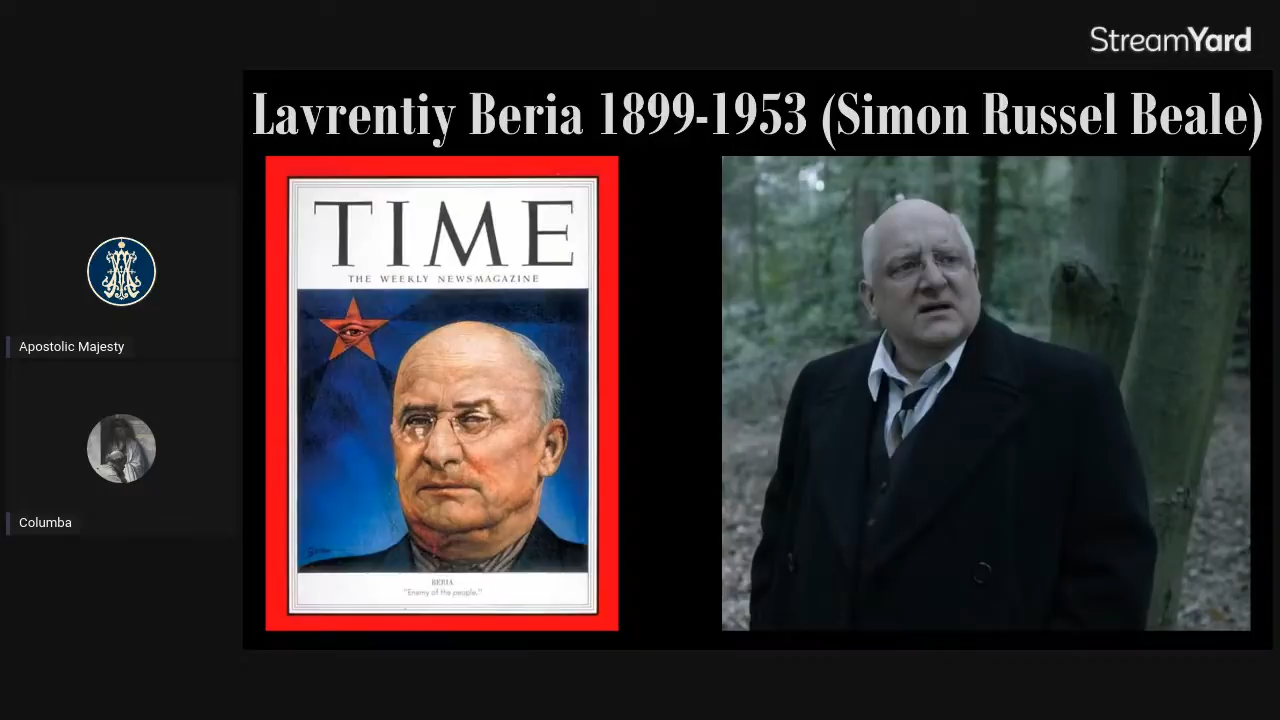 StreamYard
Lavrentiy Beria 1899-1953 (Simon Russel Beale)
TIME
THE WEEKLY NEWSMAGAZINE
BERIA
"Enemy of the people."
Apostolic Majesty
Columba